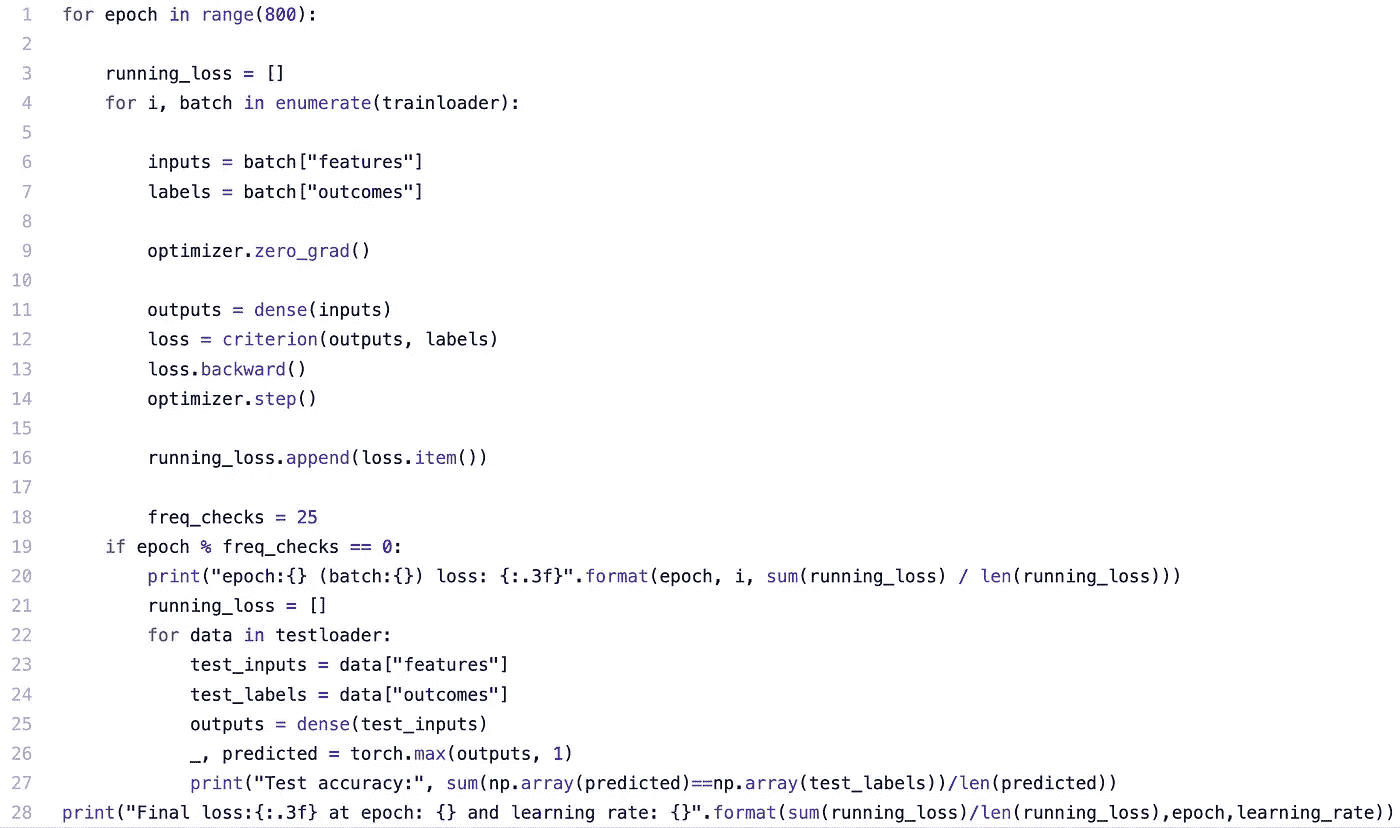 1 for epoch in range(800):
2
3     running_loss = []
4     for i, batch in enumerate(trainloader):
5
6         inputs = batch["features"]
7         labels = batch["outcomes"]
8
9         optimizer.zero_grad()
10
11         outputs = dense(inputs)
12         loss = criterion(outputs, labels)
13         loss.backward()
14         optimizer.step()
15
16         running_loss.append(loss.item())
17
18         freq_checks = 25
19     if epoch % freq_checks == 0:
20         print("epoch:{} (batch:{}) loss: {:.3f}".format(epoch, i, sum(running_loss) / len(running_loss)))
21         running_loss = []
22         for data in testloader:
23             test_inputs = data["features"]
24             test_labels = data["outcomes"]
25             outputs = dense(test_inputs)
26             _, predicted = torch.max(outputs, 1)
27             print("Test accuracy:", sum(np.array(predicted)==np.array(test_labels))/len(predicted))
28 print("Final loss:{:.3f} at epoch: {} and learning rate: {}".format(sum(running_loss)/len(running_loss),epoch,learning_rate))